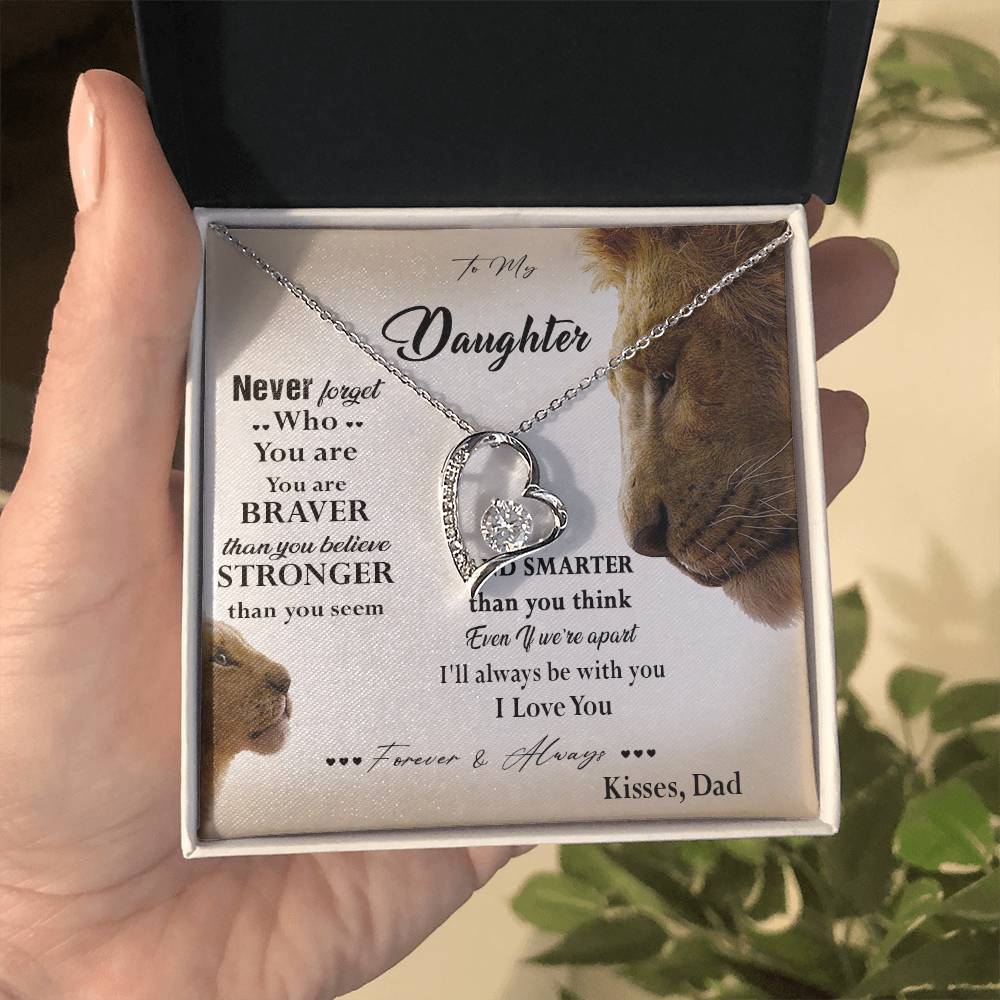 To My
Daughter
Never forget
Who
You are
You are
BRAVER
than you believe
STRONGER
than you seem
SMARTER
than you think
Even If we're apart
I'll always be with you
I Love You
Forever & Always
Kisses, Dad